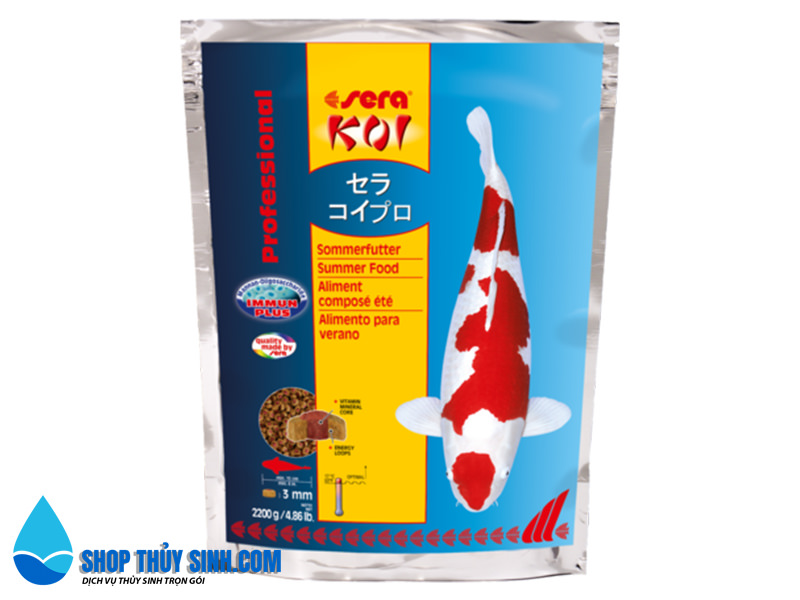 Professional
sera®
KOI
セラ
コイプロ
Sommerfutter
Summer Food
Aliment
composé été
Alimento para
verano
Mannan-Oligosaccharide
IMMUN
PLUS
quality
made by
sera
VITAMIN
MINERAL
CORE
ENERGY
LOOPS
3 mm
2200 g / 4.86 lb.
SHOP THỦY SINH.COM
DỊCH VỤ THỦY SINH TRỌN GÓI